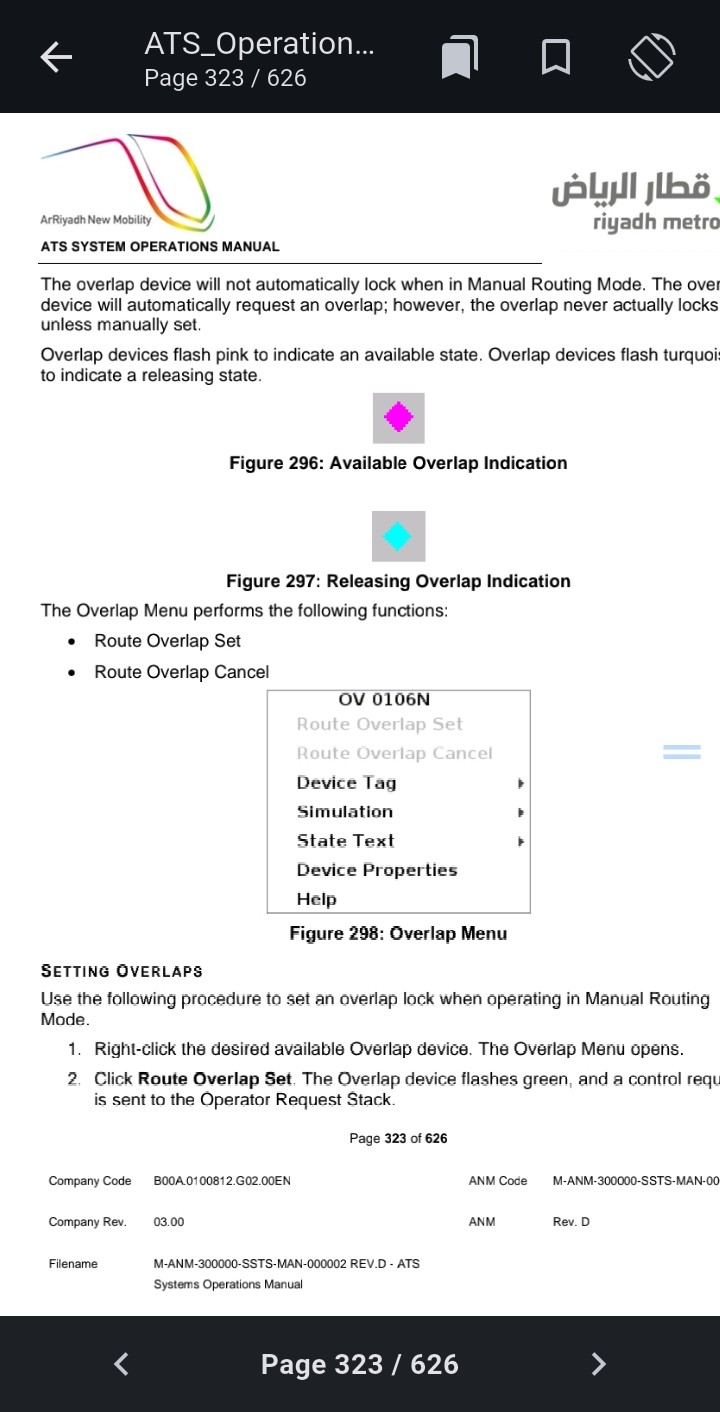 ATS_Operation...
Page 323 / 626
ArRiyadh New Mobility
قطار الرياض
riyadh metro
ATS SYSTEM OPERATIONS MANUAL
The overlap device will not automatically lock when in Manual Routing Mode. The
device will automatically request an overlap; however, the overlap never actually locks
unless manually set.
Overlap devices flash pink to indicate an available state. Overlap devices flash
to indicate a releasing state.
Figure 296: Available Overlap Indication
Figure 297: Releasing Overlap Indication
The Overlap Menu performs the following functions:
• Route Overlap Set
• Route Overlap Cancel
OV 0106N
Route Overlap Set
Route Overlap Cancel
Device Tag
Simulation
State Text
Device Properties
Help
Figure 298: Overlap Menu
SETTING OVERLAPS
Use the following procedure to set an overlap lock when operating in Manual Routing
Mode.
1. Right-click the desired available Overlap device. The Overlap Menu opens.
2. Click Route Overlap Set. The Overlap device flashes green, and a control
is sent to the Operator Request Stack.
Page 323 of 626
Company Code B00A.0100812.G02.00EN ANM Code M-ANM-300000-SSTS-MAN-00
Company Rev. 03.00 ANM Rev. D
Filename M-ANM-300000-SSTS-MAN-000002 REV.D - ATS
Systems Operations Manual
Page 323 / 626